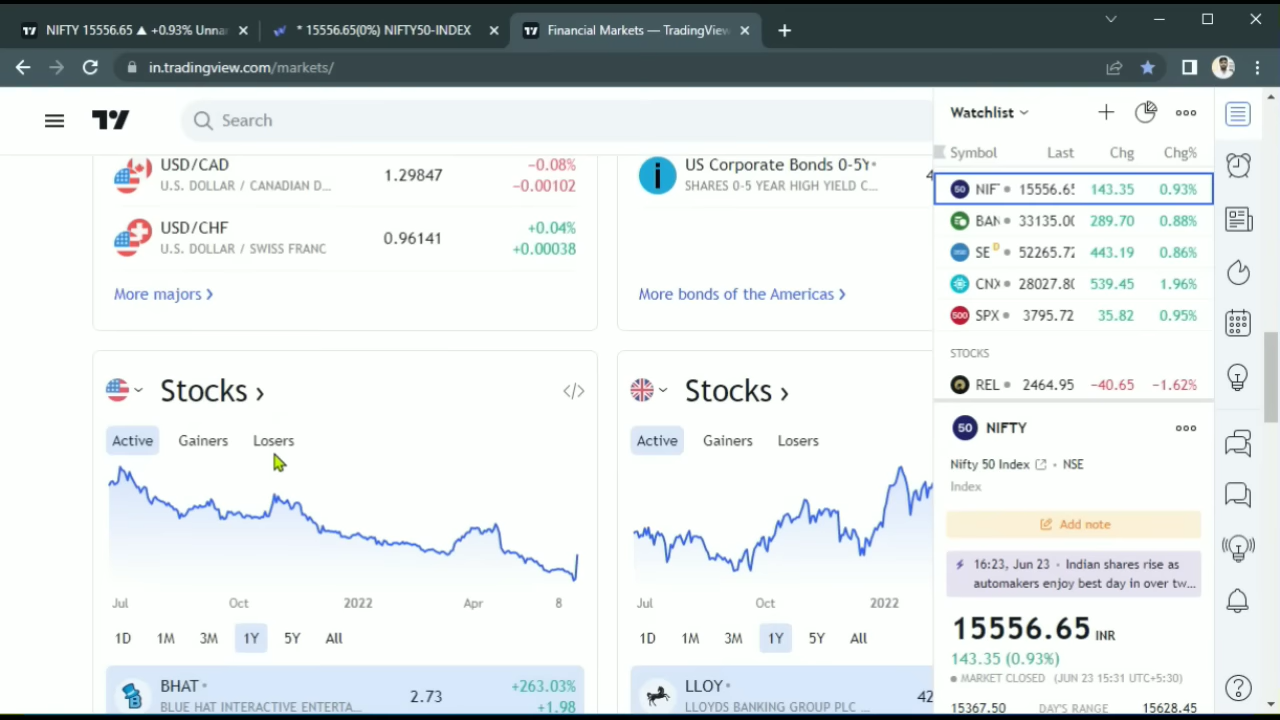 NIFTY 15556.65 ▲ +0.93% Unna
* 15556.65(0%) NIFTY50-INDEX
Financial Markets — TradingView
in.tradingview.com/markets/
Search
USD/CAD
U.S. DOLLAR / CANADIAN D...
1.29847
−0.08%
−0.00102
USD/CHF
U.S. DOLLAR / SWISS FRANC
0.96141
+0.04%
+0.00038
More majors
US Corporate Bonds 0-5Y
SHARES 0-5 YEAR HIGH YIELD C...
4
More bonds of the Americas
Stocks
Active Gainers Losers
Jul Oct 2022 Apr 8
1D 1M 3M 1Y 5Y All
BHAT
BLUE HAT INTERACTIVE ENTERTA...
2.73
+263.03%
+1.98
Stocks
Active Gainers Losers
Jul Oct 2022
1D 1M 3M 1Y 5Y All
LLOY
LLOYDS BANKING GROUP PLC ...
42
Watchlist
Symbol Last Chg Chg%
50 NIF 15556.65 143.35 0.93%
BAN 33135.00 289.70 0.88%
SE D 52265.72 443.19 0.86%
CNX 28027.80 539.45 1.96%
500 SPX 3795.72 35.82 0.95%
STOCKS
REL 2464.95 −40.65 −1.62%
50 NIFTY
Nifty 50 Index • NSE
Index
Add note
16:23, Jun 23 • Indian shares rise as
automakers enjoy best day in over tw...
15556.65 INR
143.35 (0.93%)
MARKET CLOSED (JUN 23 15:31 UTC+5:30)
15367.50 DAY'S RANGE 15628.45